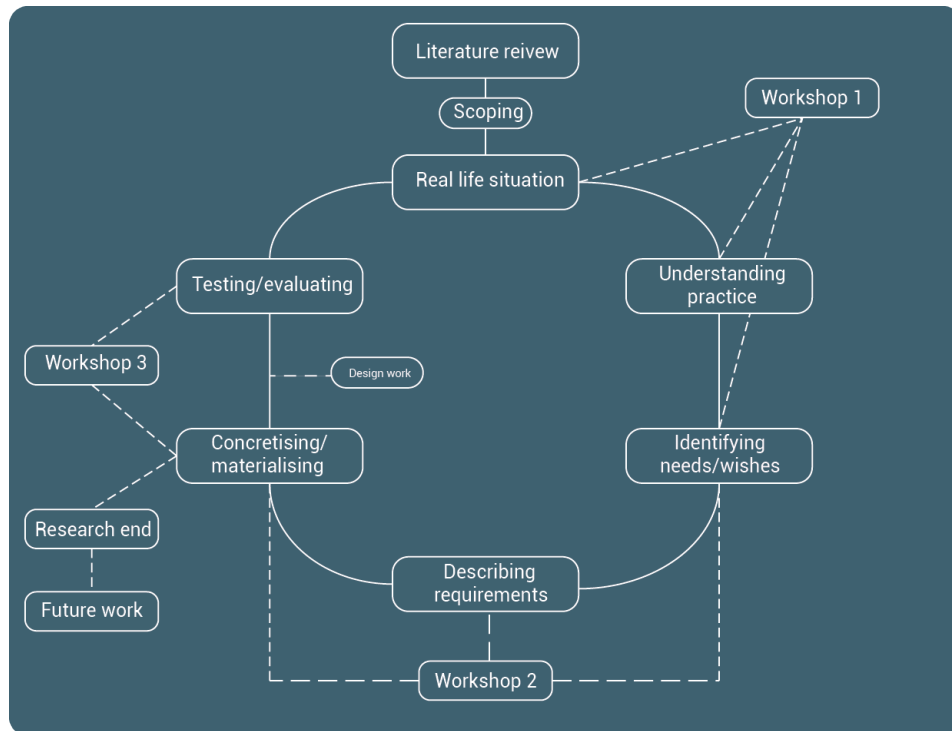 Literature reivew
Workshop 1
Scoping
Real life situation
Testing/evaluating
Understanding
practice
Workshop 3
Design work
Concretising/
materialising
Identifying
needs/wishes
Research end
Describing
requirements
Future work
Workshop 2